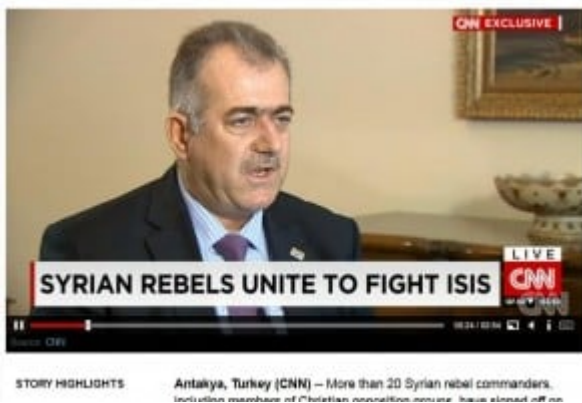 CNN EXCLUSIVE
LIVE
SYRIAN REBELS UNITE TO FIGHT ISIS
CNN
CNN
Source: CNN
STORY HIGHLIGHTS
Antakya, Turkey (CNN) — More than 20 Syrian rebel commanders,
including members of Christian opposition groups, have signed off on